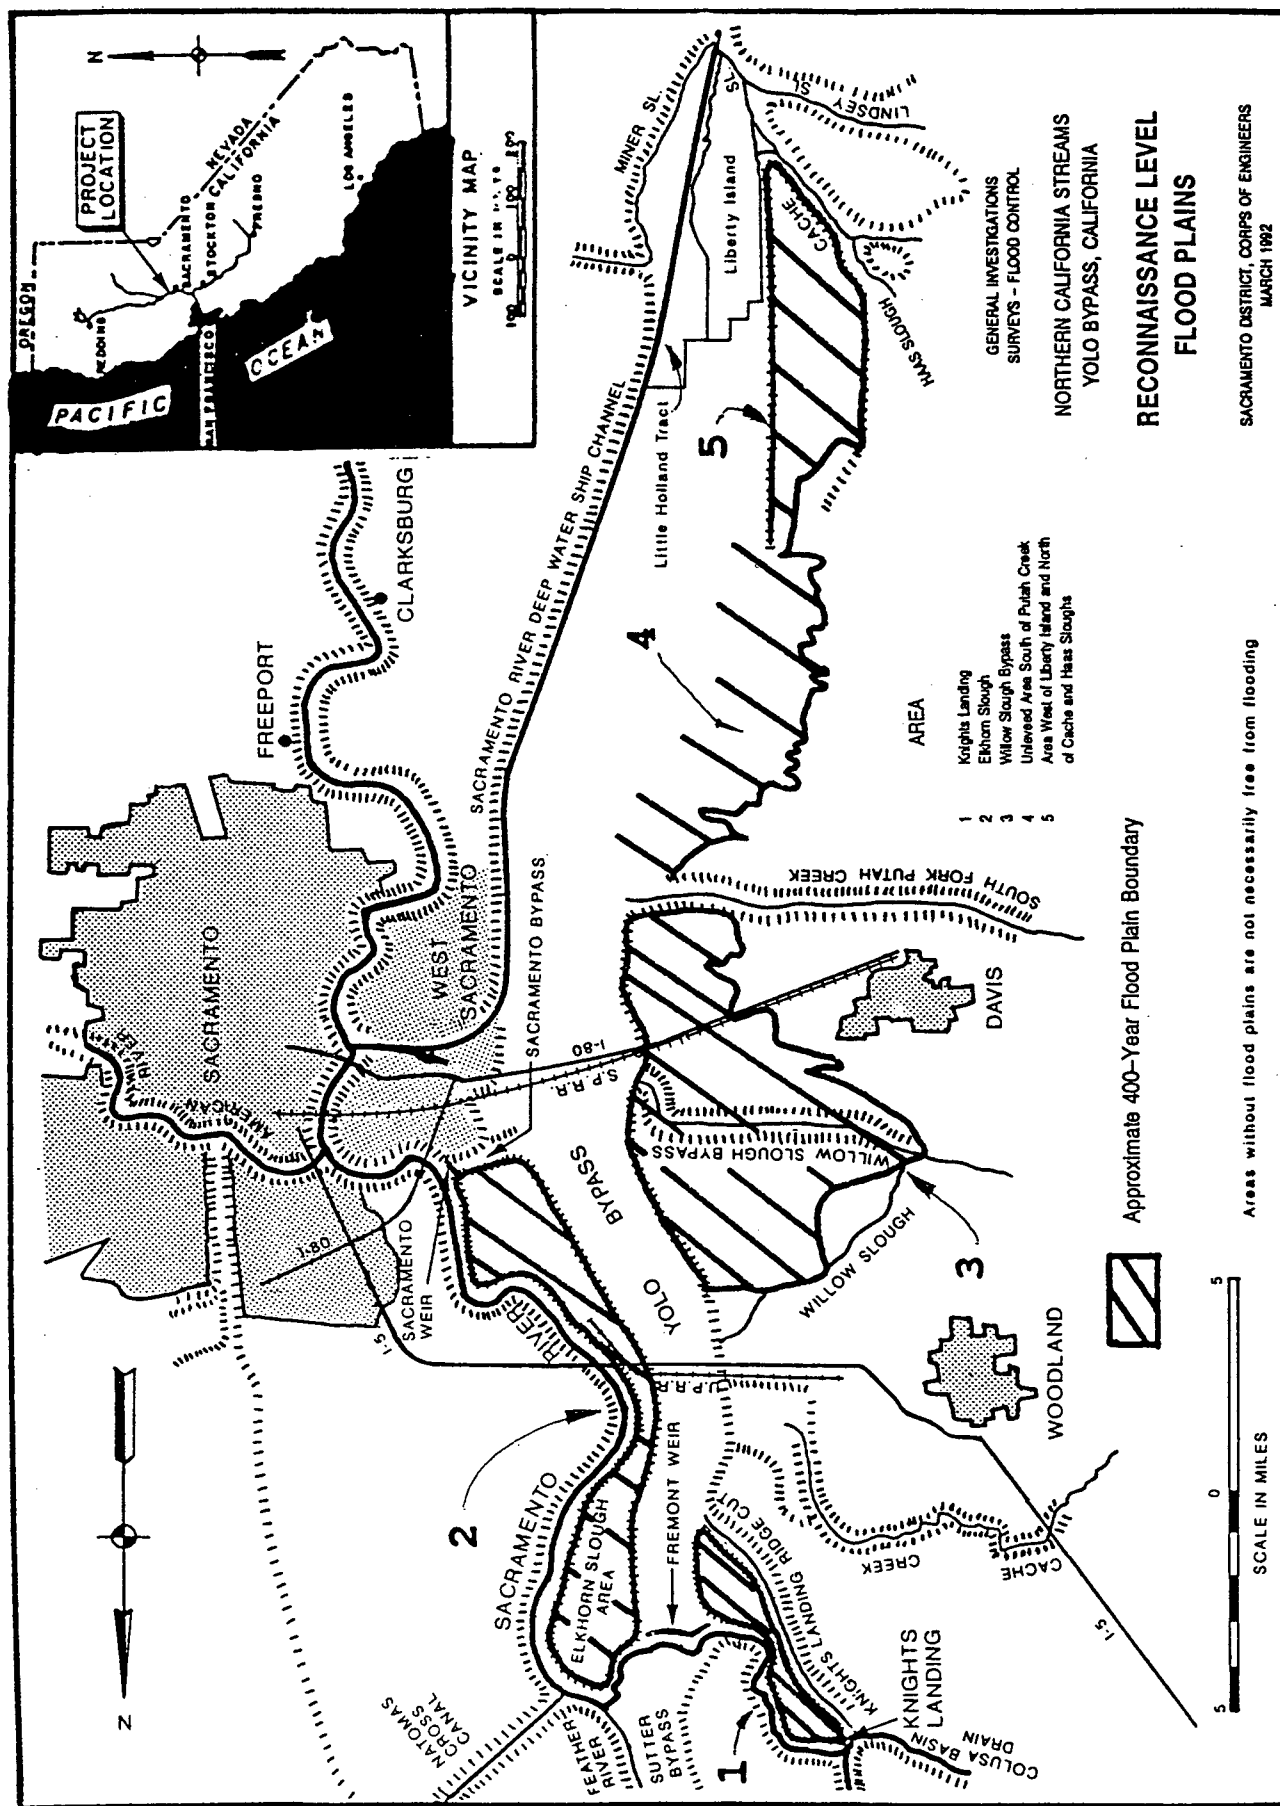 N
OREGON
REDDING
PROJECT
LOCATION
SACRAMENTO
STOCKTON
NEVADA
CALIFORNIA
FRESNO
SAN FRANCISCO
LOS ANGELES
PACIFIC
OCEAN
VICINITY MAP
100
0
100
CLARKSBURG
FREEPORT
SACRAMENTO
AMERICAN
RIVER
WEST
SACRAMENTO
SACRAMENTO BYPASS
SACRAMENTO RIVER DEEP WATER SHIP CHANNEL
MINER SL.
Little Holland Tract
Liberty Island
CACHE
SL.
LINDSEY
SL
HAAS SLOUGH
5
4
SOUTH FORK PUTAH CREEK
DAVIS
I-80
S.P.R.R.
YOLO
BYPASS
WILLOW SLOUGH BYPASS
WILLOW SLOUGH
3
WOODLAND
I-80
SACRAMENTO
WEIR
I-5
U.P.R.R.
SACRAMENTO
RIVER
2
ELKHORN SLOUGH
AREA
FREMONT WEIR
KNIGHTS LANDING RIDGE CUT
CACHE
CREEK
I-5
NATOMAS
CROSS
CANAL
FEATHER
RIVER
SUTTER
BYPASS
1
KNIGHTS
LANDING
COLUSA BASIN
DRAIN
N
AREA
1 Knights Landing
2 Elkhorn Slough
3 Willow Slough Bypass
4 Unleveed Area South of Putah Creek
5 Area West of Liberty Island and North
of Cache and Haas Sloughs
Approximate 400-Year Flood Plain Boundary
Areas without flood plains are not necessarily free from flooding
5
0
5
SCALE IN MILES
GENERAL INVESTIGATIONS
SURVEYS - FLOOD CONTROL
NORTHERN CALIFORNIA STREAMS
YOLO BYPASS, CALIFORNIA
RECONNAISSANCE LEVEL
FLOOD PLAINS
SACRAMENTO DISTRICT, CORPS OF ENGINEERS
MARCH 1992